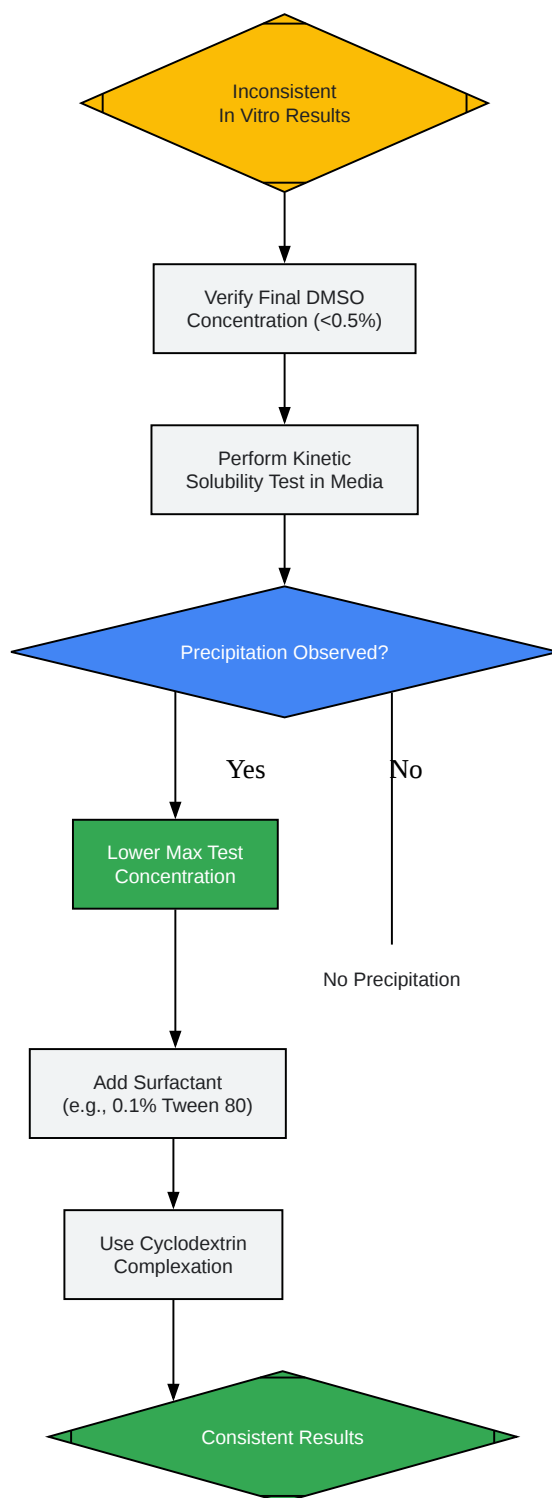 Inconsistent
In Vitro Results
Verify Final DMSO
Concentration (<0.5%)
Perform Kinetic
Solubility Test in Media
Precipitation Observed?
Yes
No
Lower Max Test
Concentration
No Precipitation
Add Surfactant
(e.g., 0.1% Tween 80)
Use Cyclodextrin
Complexation
Consistent Results